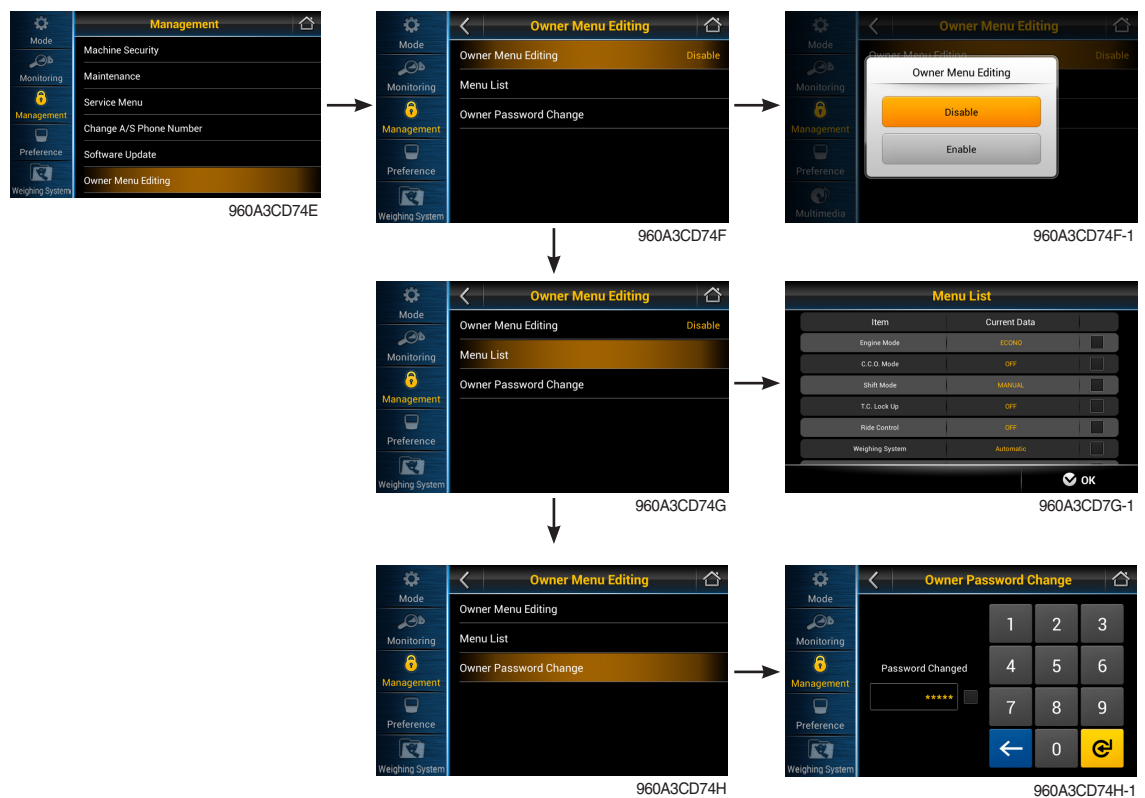 Management
Mode
Monitoring
Management
Preference
Weighing System
Machine Security
Maintenance
Service Menu
Change A/S Phone Number
Software Update
Owner Menu Editing
960A3CD74E
Owner Menu Editing
Mode
Monitoring
Management
Preference
Weighing System
Owner Menu Editing Disable
Menu List
Owner Password Change
960A3CD74F
Owner Menu Editing
Mode
Monitoring
Management
Preference
Multimedia
Owner Menu Editing Disable
Owner Menu Editing
Disable
Enable
960A3CD74F-1
Owner Menu Editing
Mode
Monitoring
Management
Preference
Weighing System
Owner Menu Editing Disable
Menu List
Owner Password Change
960A3CD74G
Menu List
Item Current Data
Engine Mode ECONO
C.C.O. Mode OFF
Shift Mode MANUAL
T.C. Lock Up OFF
Ride Control OFF
Weighing System Automatic
OK
960A3CD7G-1
Owner Menu Editing
Mode
Monitoring
Management
Preference
Weighing System
Owner Menu Editing
Menu List
Owner Password Change
960A3CD74H
Owner Password Change
Mode
Monitoring
Management
Preference
Weighing System
Password Changed
*****
1 2 3
4 5 6
7 8 9
0
960A3CD74H-1